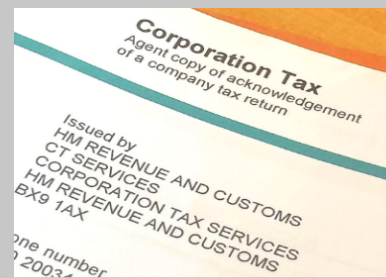 Corporation Tax
Agent copy of acknowledgement
of a company tax return
Issued by
HM REVENUE AND CUSTOMS
CT SERVICES
CORPORATION TAX SERVICES
HM REVENUE AND CUSTOMS
BX9 1AX
one number
20034